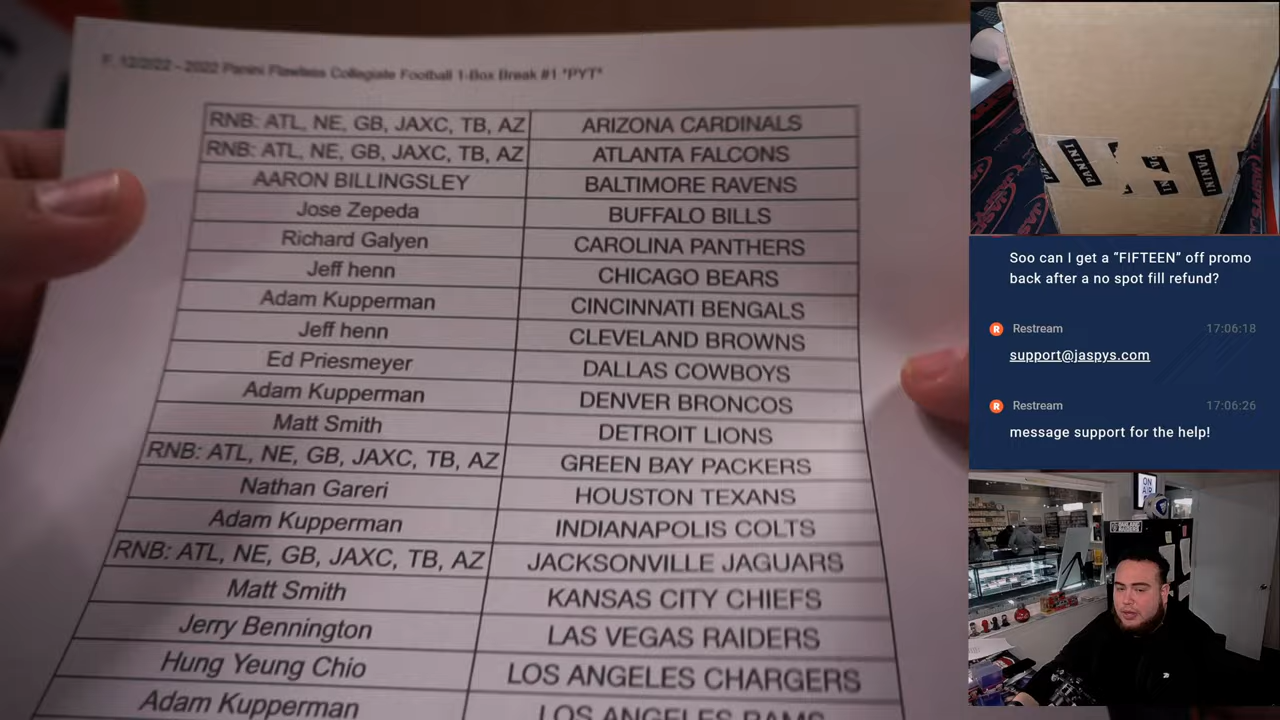 F. 12/2/22 - 2022 Panini Flawless Collegiate Football 1-Box Break #1 *PYT*
RNB: ATL, NE, GB, JAXC, TB, AZ ARIZONA CARDINALS
RNB: ATL, NE, GB, JAXC, TB, AZ ATLANTA FALCONS
AARON BILLINGSLEY BALTIMORE RAVENS
Jose Zepeda BUFFALO BILLS
Richard Galyen CAROLINA PANTHERS
Jeff henn CHICAGO BEARS
Adam Kupperman CINCINNATI BENGALS
Jeff henn CLEVELAND BROWNS
Ed Priesmeyer DALLAS COWBOYS
Adam Kupperman DENVER BRONCOS
Matt Smith DETROIT LIONS
RNB: ATL, NE, GB, JAXC, TB, AZ GREEN BAY PACKERS
Nathan Gareri HOUSTON TEXANS
Adam Kupperman INDIANAPOLIS COLTS
RNB: ATL, NE, GB, JAXC, TB, AZ JACKSONVILLE JAGUARS
Matt Smith KANSAS CITY CHIEFS
Jerry Bennington LAS VEGAS RAIDERS
Hung Yeung Chio LOS ANGELES CHARGERS
Adam Kupperman LOS ANGELES RAMS
PANINI
PANINI
Soo can I get a “FIFTEEN” off promo
back after a no spot fill refund?
R Restream 17:06:18
support@jaspys.com
R Restream 17:06:26
message support for the help!
ON
AIR